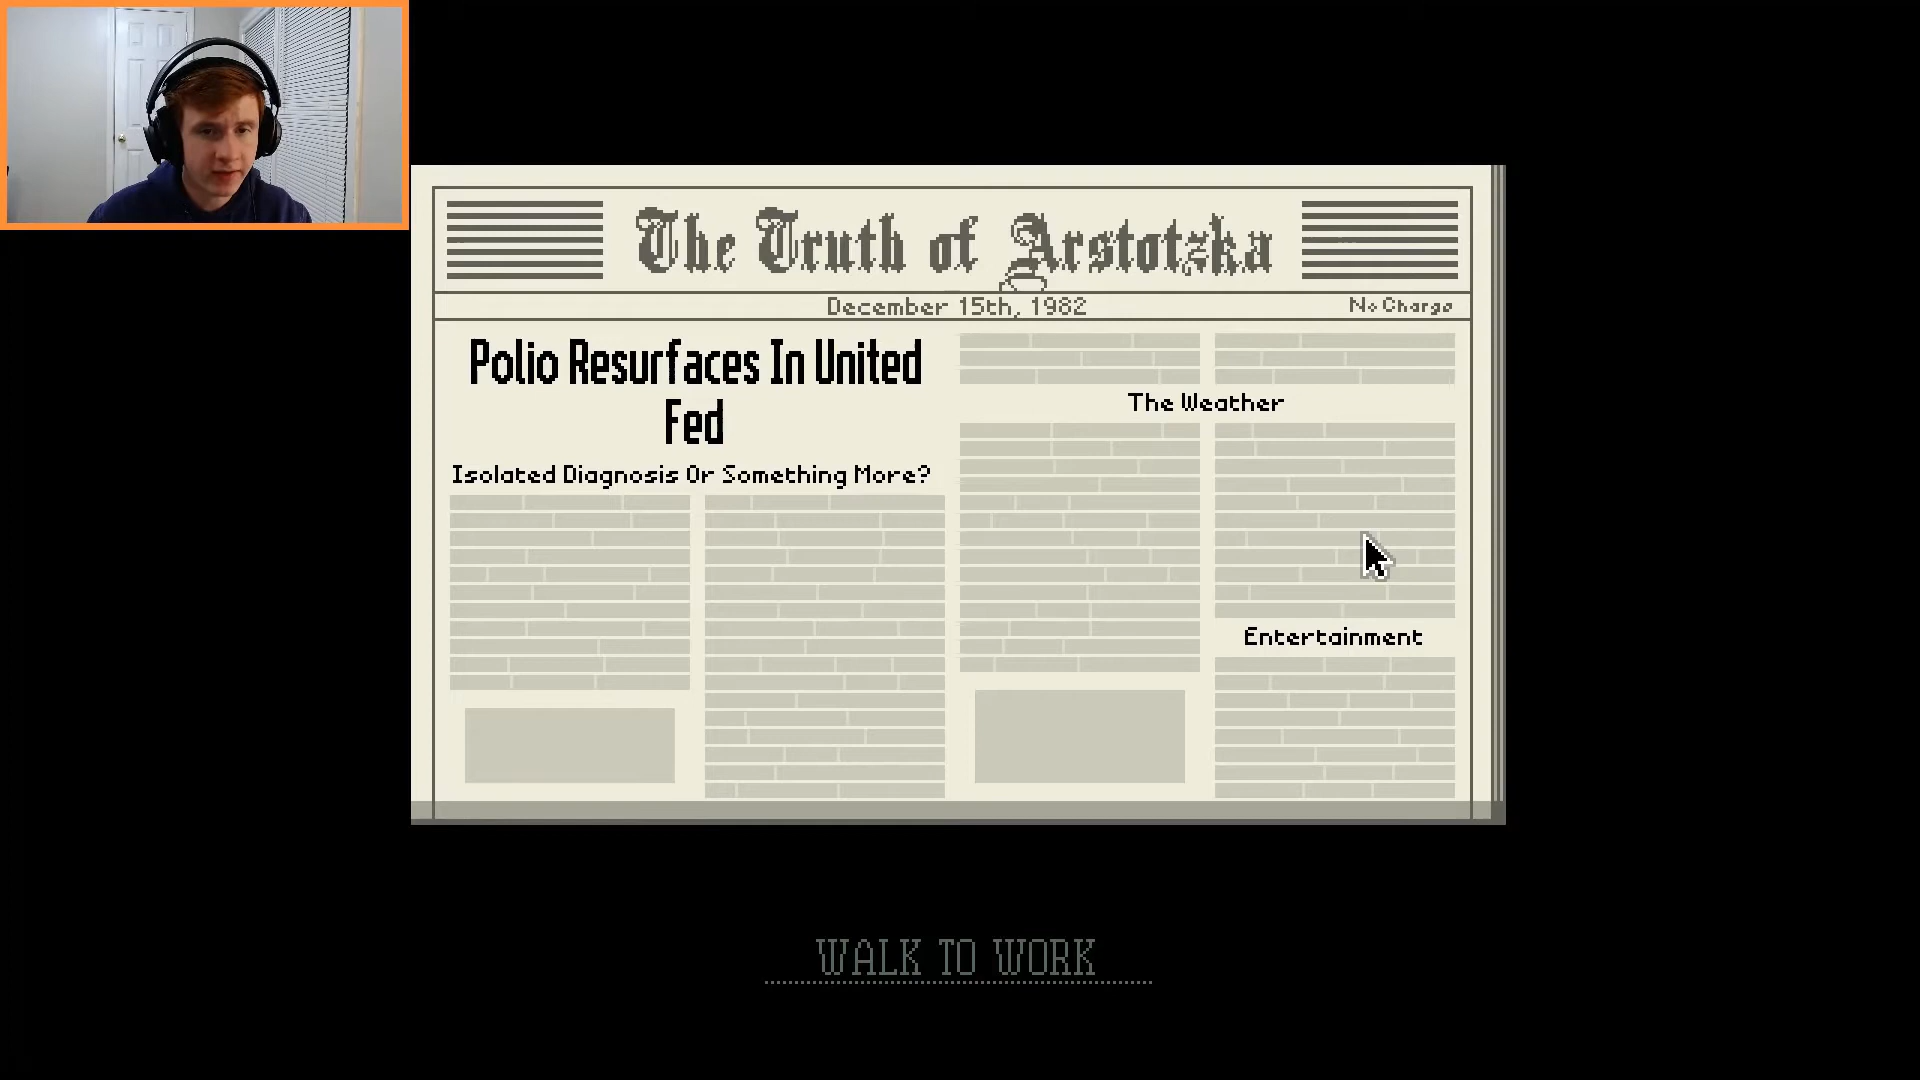 The Truth of Arstotzka
December 15th, 1982
No Charge
Polio Resurfaces In United
Fed
Isolated Diagnosis Or Something More?
The Weather
Entertainment
WALK TO WORK